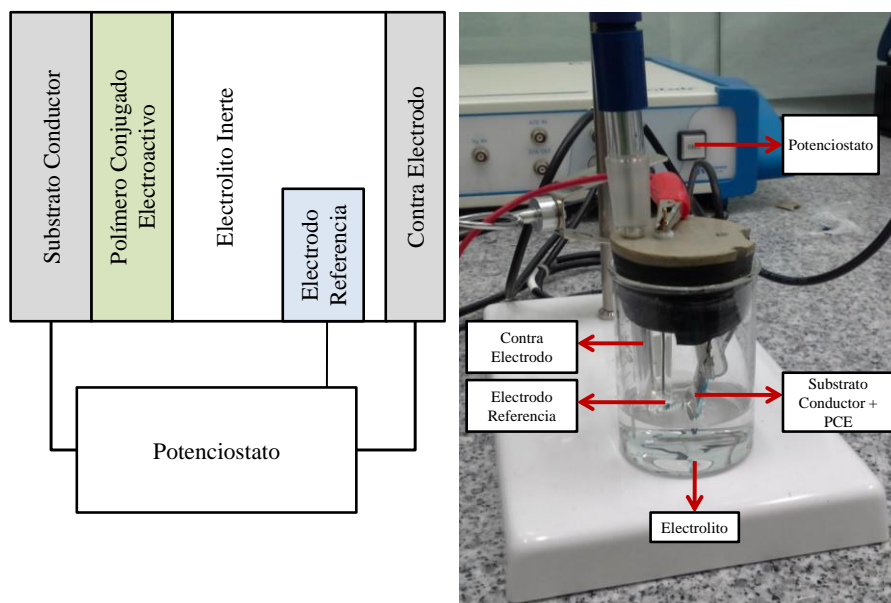 Substrato Conductor
Polímero Conjugado
Electroactivo
Electrolito Inerte
Electrodo
Referencia
Contra Electrodo
Potenciostato
Potenciostato
Contra
Electrodo
Electrodo
Referencia
Substrato
Conductor +
PCE
Electrolito